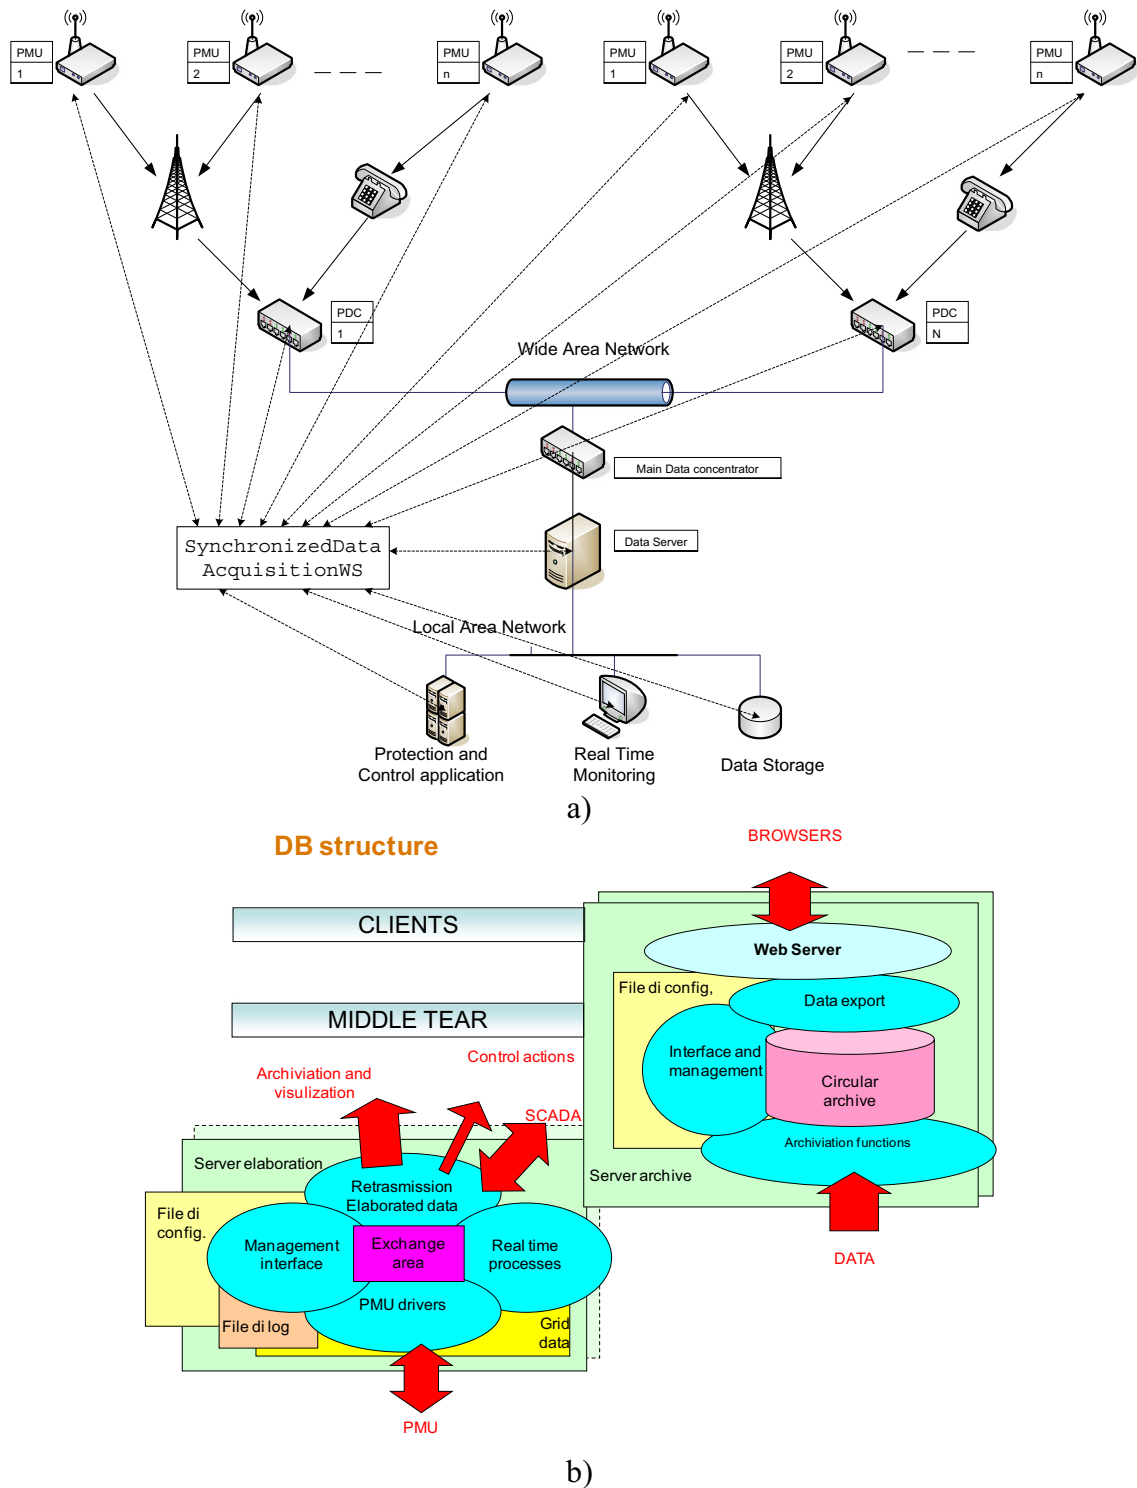 PMU
1
PMU
2
PMU
n
PMU
1
PMU
2
PMU
n
PDC
1
PDC
N
Wide Area Network
Main Data concentrator
SynchronizedData
AcquisitionWS
Data Server
Local Area Network
Protection and
Control application
Real Time
Monitoring
Data Storage
a)
DB structure
BROWSERS
CLIENTS
Web Server
File di config,
Data export
MIDDLE TEAR
Interface and
management
Control actions
Archiviation and
visulization
Circular
archive
SCADA
Archiviation functions
Server elaboration
Server archive
Retrasmission
Elaborated data
File di
config.
Management
interface
Exchange
area
Real time
processes
DATA
PMU drivers
File di log
Grid
data
PMU
b)